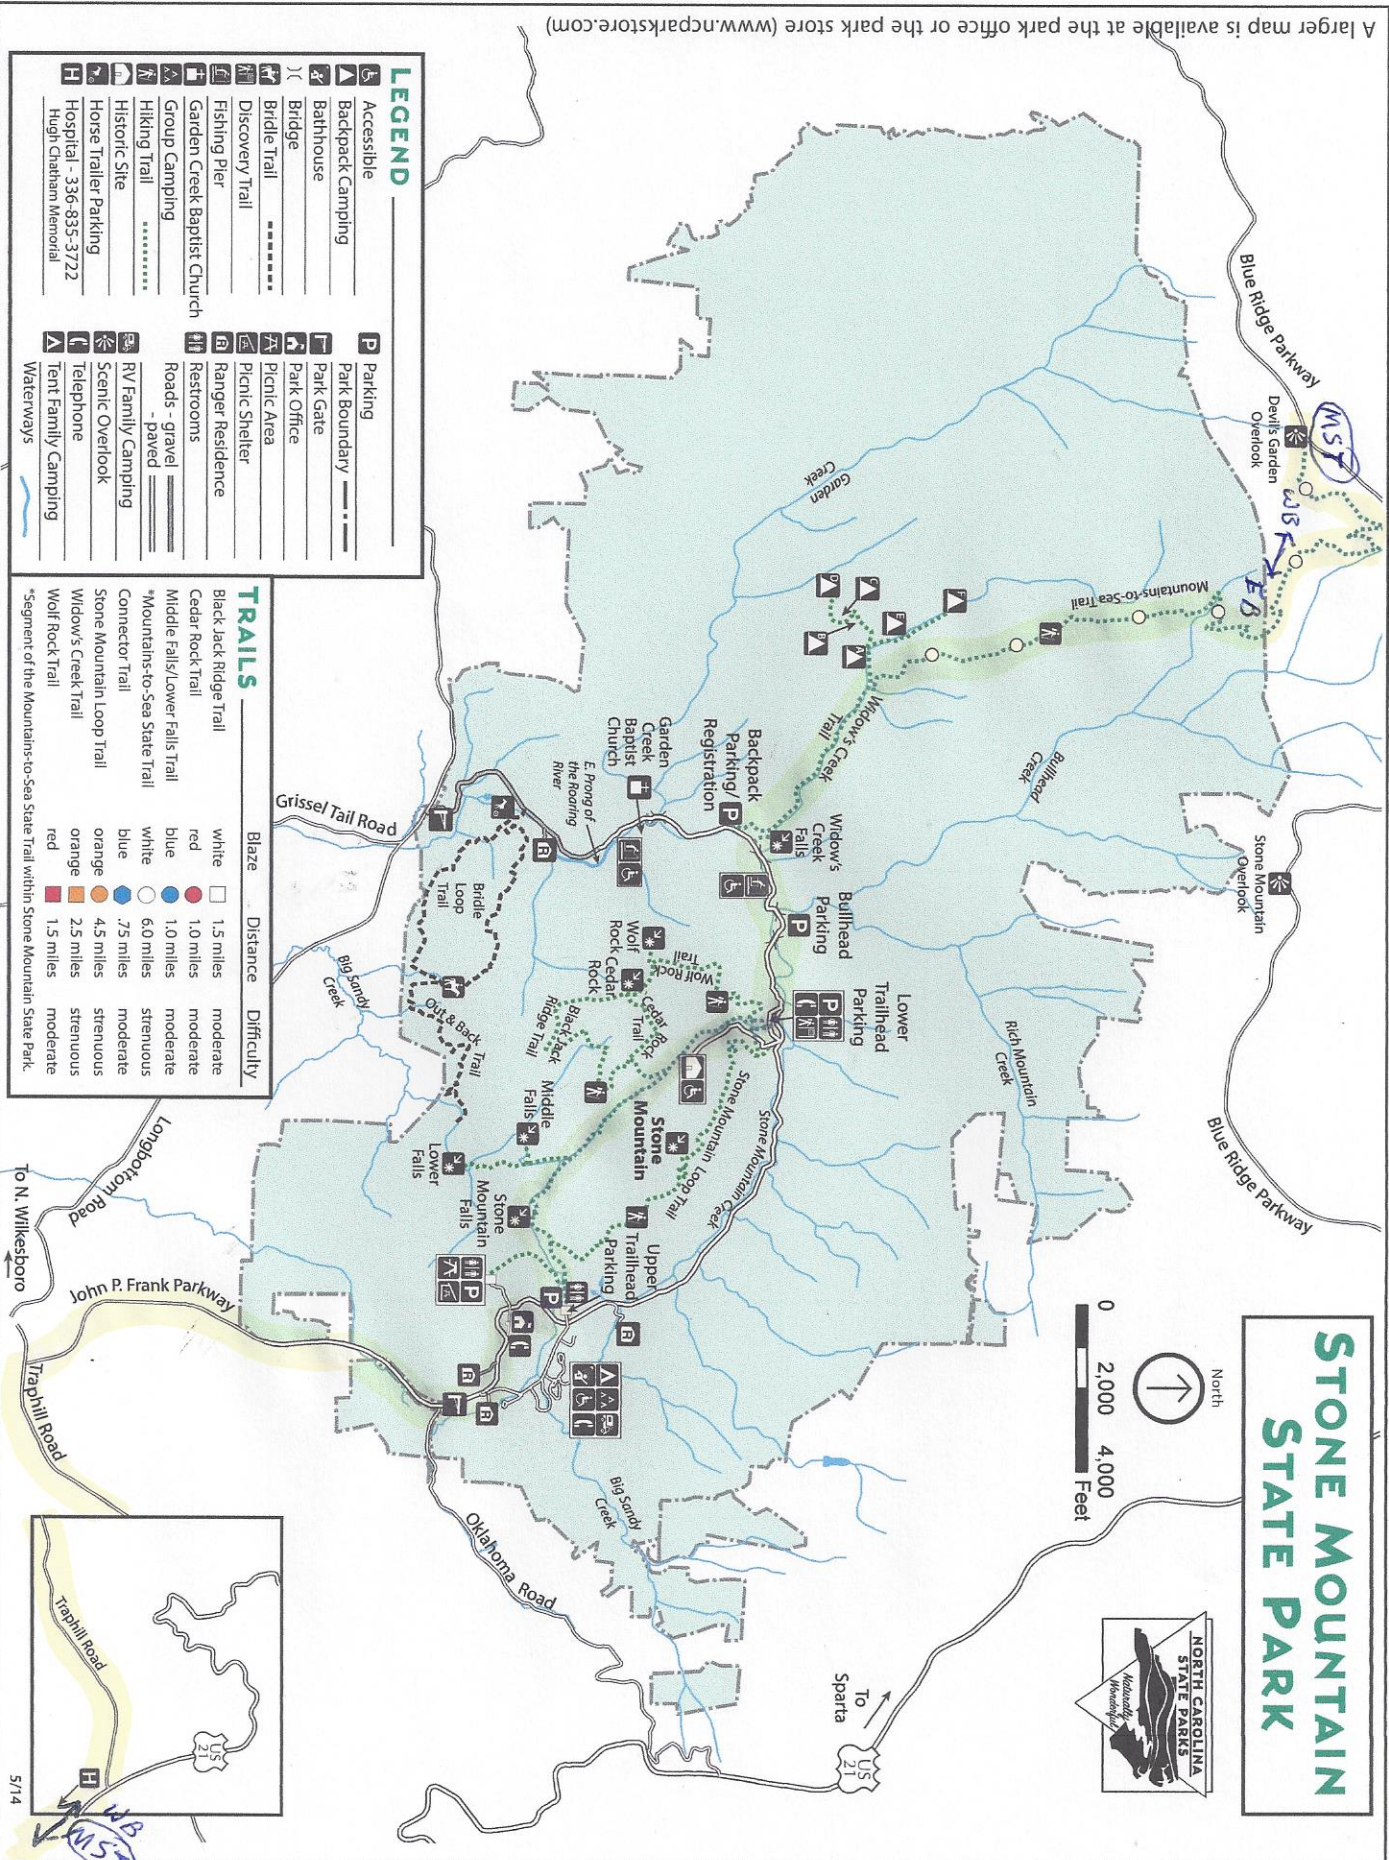 A larger map is available at the park office or the park store (www.ncparkstore.com)
STONE MOUNTAIN
STATE PARK
NORTH CAROLINA
STATE PARKS
Naturally
Wonderful
North
0 2,000 4,000
Feet
Blue Ridge Parkway
MST
Devil's Garden
Overlook
WB
EB
Mountains-to-Sea Trail
Stone Mountain
Overlook
Blue Ridge Parkway
Garden
Creek
Bullhead
Creek
Rich Mountain
Creek
F
E
C
D
A
B
Widow's Creek
Trail
Backpack
Parking/
Registration
P
Widow's
Creek
Falls
Bullhead
Parking
P
Lower
Trailhead
Parking
P
Garden
Creek
Baptist
Church
E. Prong of
the Roaring
River
Wolf
Rock
Cedar
Rock
Wolf Rock
Trail
Cedar Rock
Trail
Black Jack
Ridge Trail
Stone
Mountain
Stone Mountain Loop Trail
Stone Mountain Creek
Middle
Falls
Lower
Falls
Stone
Mountain
Falls
Upper
Trailhead
Parking
P
P
R
R
R
R
Bridle
Loop
Trail
Out & Back Trail
Big Sandy
Creek
Grissel Tail Road
Longbottom Road
To N. Wilkesboro
John P. Frank Parkway
Traphill Road
Oklahoma Road
Big Sandy
Creek
To
Sparta
US
21
LEGEND
Accessible
Backpack Camping
Bathhouse
Bridge
Bridle Trail
Discovery Trail
Fishing Pier
Garden Creek Baptist Church
Group Camping
Hiking Trail
Historic Site
Horse Trailer Parking
H Hospital - 336-835-3722
Hugh Chatham Memorial
P Parking
Park Boundary
Park Gate
Park Office
Picnic Area
Picnic Shelter
R Ranger Residence
Restrooms
Roads - gravel
- paved
RV Family Camping
Scenic Overlook
Telephone
Tent Family Camping
Waterways
TRAILS
Blaze Distance Difficulty
Black Jack Ridge Trail white 1.5 miles moderate
Cedar Rock Trail red 1.0 miles moderate
Middle Falls/Lower Falls Trail blue 1.0 miles moderate
*Mountains-to-Sea State Trail white 6.0 miles strenuous
Connector Trail blue .75 miles moderate
Stone Mountain Loop Trail orange 4.5 miles strenuous
Widow's Creek Trail orange 2.5 miles strenuous
Wolf Rock Trail red 1.5 miles moderate
*Segment of the Mountains-to-Sea State Trail within Stone Mountain State Park.
Traphill Road
US
21
H
WB
MST
5/14